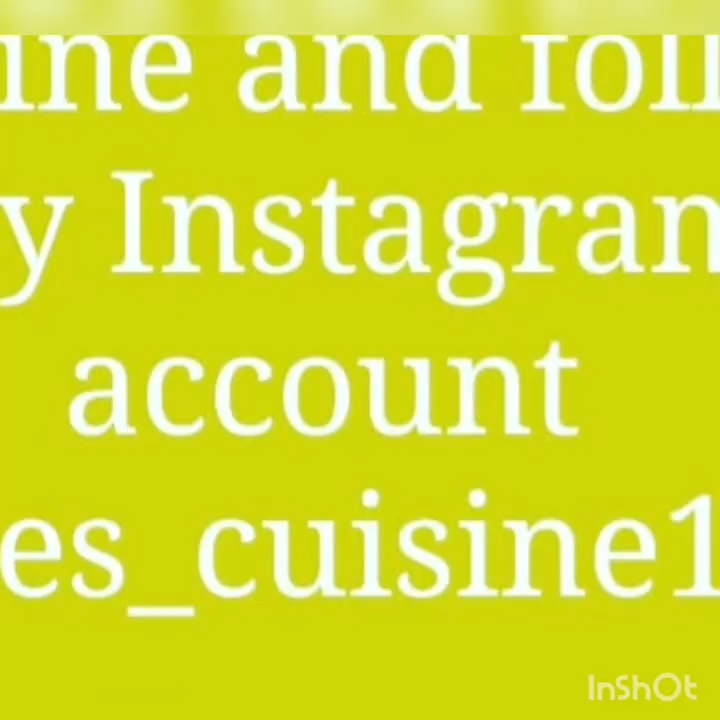 ine and foll
y Instagram
account
es_cuisine1
InShOt